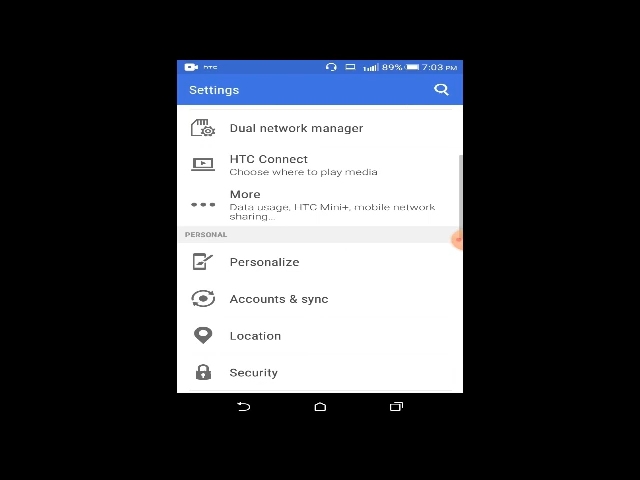 HTC
89% 7:03 PM
Settings
Dual network manager
HTC Connect
Choose where to play media
More
Data usage, HTC Mini+, mobile network
sharing...
PERSONAL
Personalize
Accounts & sync
Location
Security